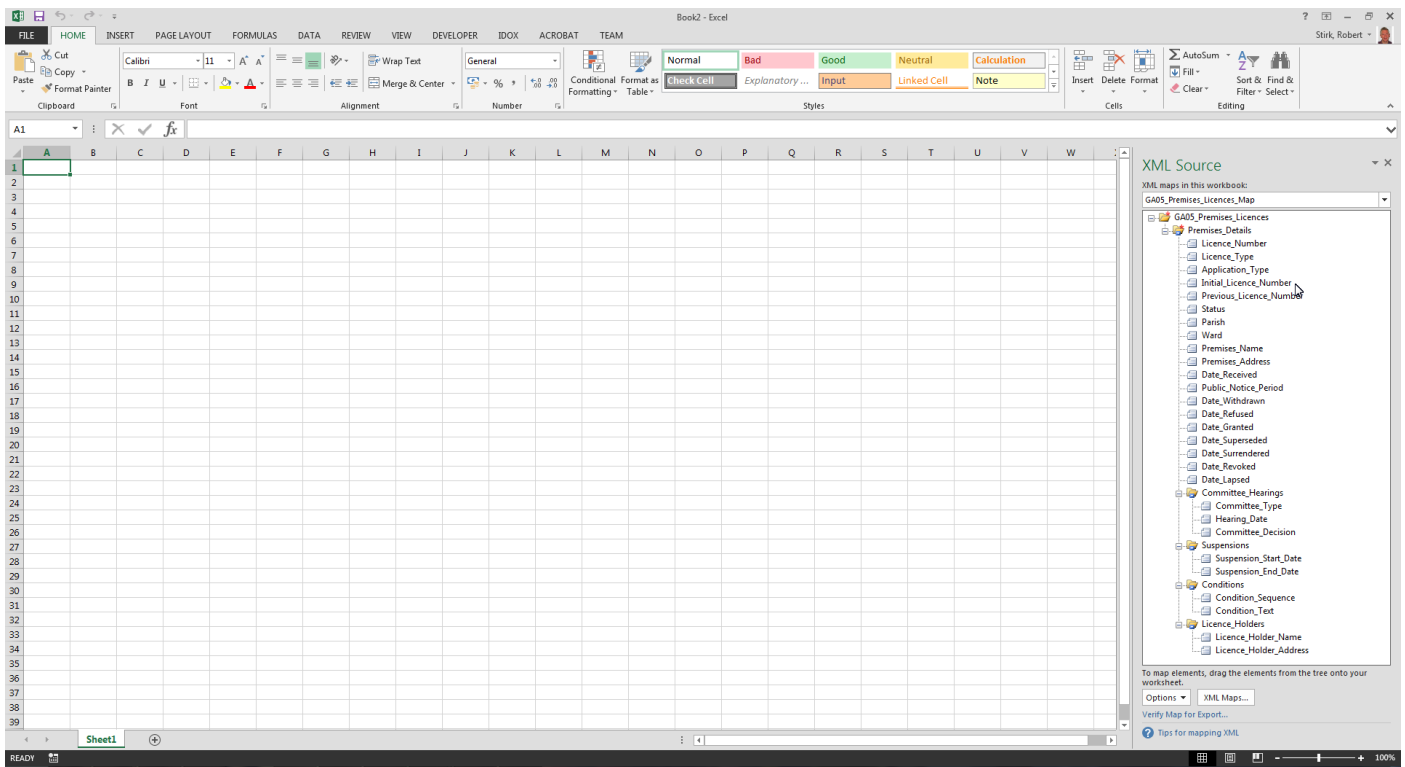 Book2 - Excel
FILE HOME INSERT PAGE LAYOUT FORMULAS DATA REVIEW VIEW DEVELOPER IDOX ACROBAT TEAM Stirk, Robert
Paste Cut Copy Format Painter
Calibri 11 General Wrap Text Merge & Center
Conditional Formatting Format as Table
Normal Bad Good Neutral Calculation
Check Cell Explanatory ... Input Linked Cell Note
Insert Delete Format
AutoSum Fill Clear Sort & Filter Find & Select
Clipboard Font Alignment Number Styles Cells Editing
A1 fx
A B C D E F G H I J K L M N O P Q R S T U V W
1
2
3
4
5
6
7
8
9
10
11
12
13
14
15
16
17
18
19
20
21
22
23
24
25
26
27
28
29
30
31
32
33
34
35
36
37
38
39
XML Source
XML maps in this workbook:
GA05_Premises_Licences_Map
GA05_Premises_Licences
Premises_Details
Licence_Number
Licence_Type
Application_Type
Initial_Licence_Number
Previous_Licence_Number
Status
Parish
Ward
Premises_Name
Premises_Address
Date_Received
Public_Notice_Period
Date_Withdrawn
Date_Refused
Date_Granted
Date_Superseded
Date_Surrendered
Date_Revoked
Date_Lapsed
Committee_Hearings
Committee_Type
Hearing_Date
Committee_Decision
Suspensions
Suspension_Start_Date
Suspension_End_Date
Conditions
Condition_Sequence
Condition_Text
Licence_Holders
Licence_Holder_Name
Licence_Holder_Address
To map elements, drag the elements from the tree onto your
worksheet.
Options XML Maps...
Verify Map for Export...
Tips for mapping XML
Sheet1
READY 100%